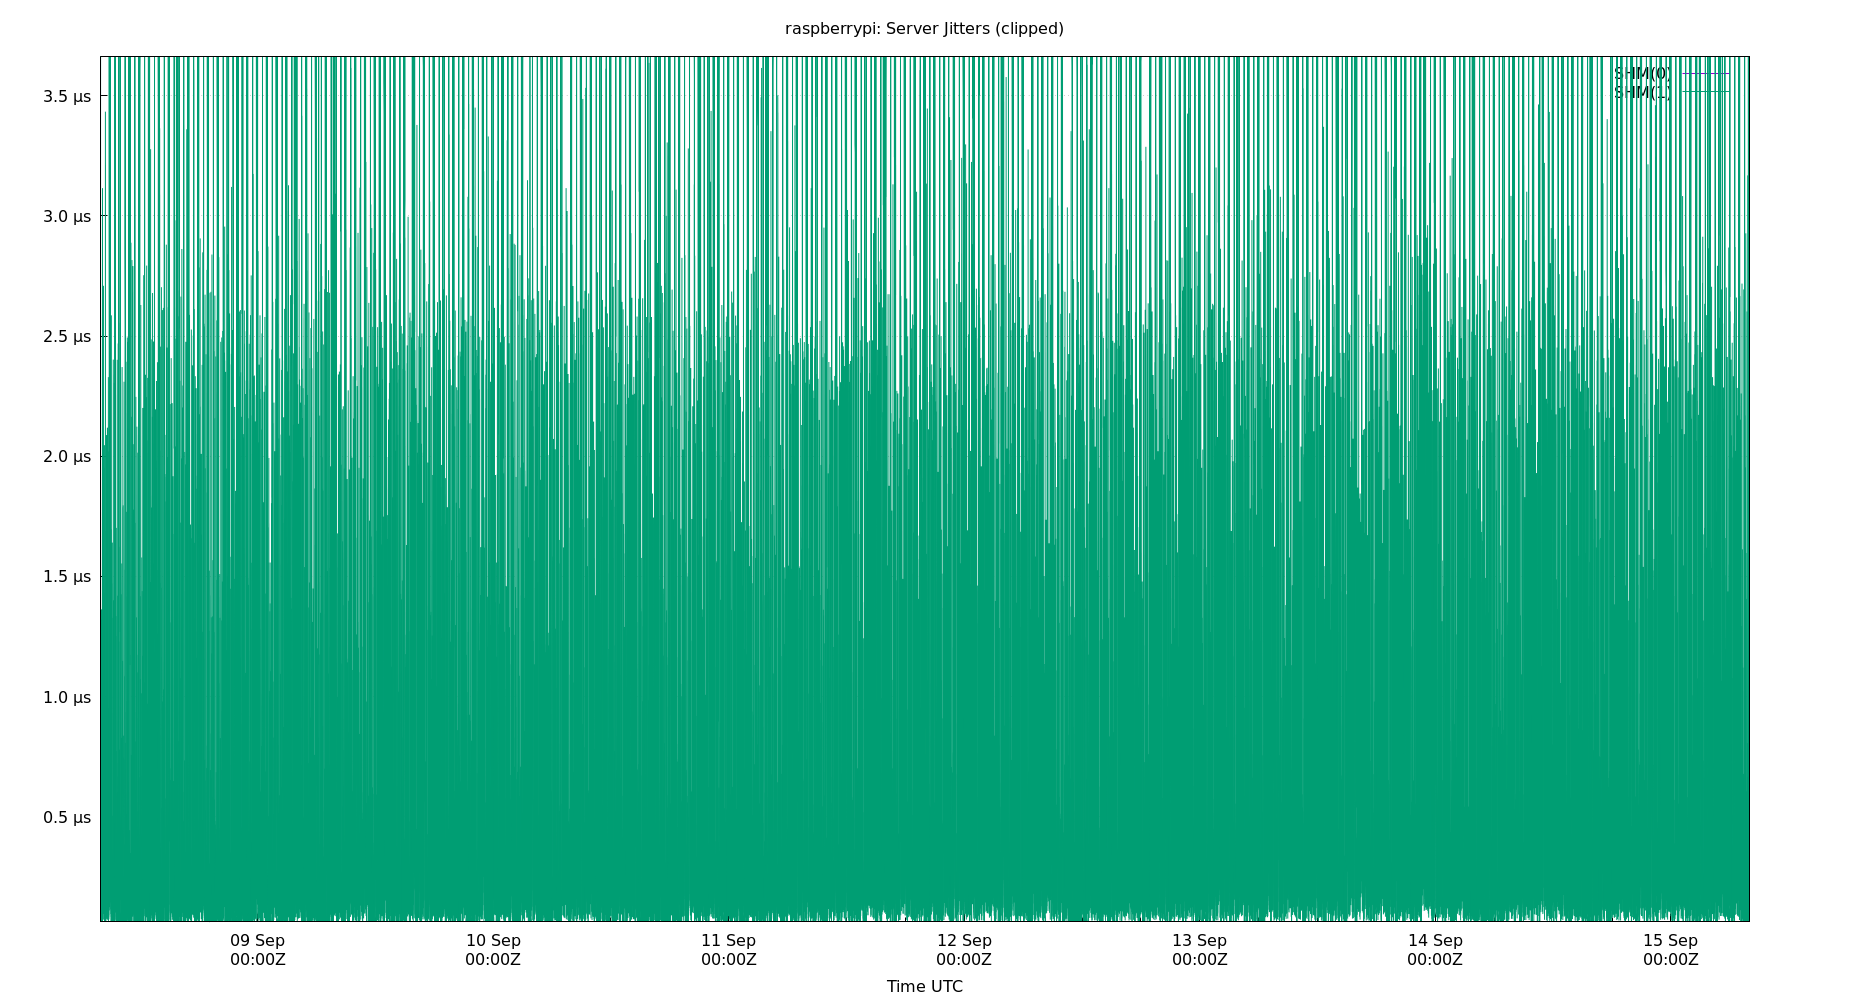 raspberrypi: Server Jitters (clipped)
SHM(0)
SHM(1)
3.5 µs
3.0 µs
2.5 µs
2.0 µs
1.5 µs
1.0 µs
0.5 µs
09 Sep
00:00Z
10 Sep
00:00Z
11 Sep
00:00Z
12 Sep
00:00Z
13 Sep
00:00Z
14 Sep
00:00Z
15 Sep
00:00Z
Time UTC